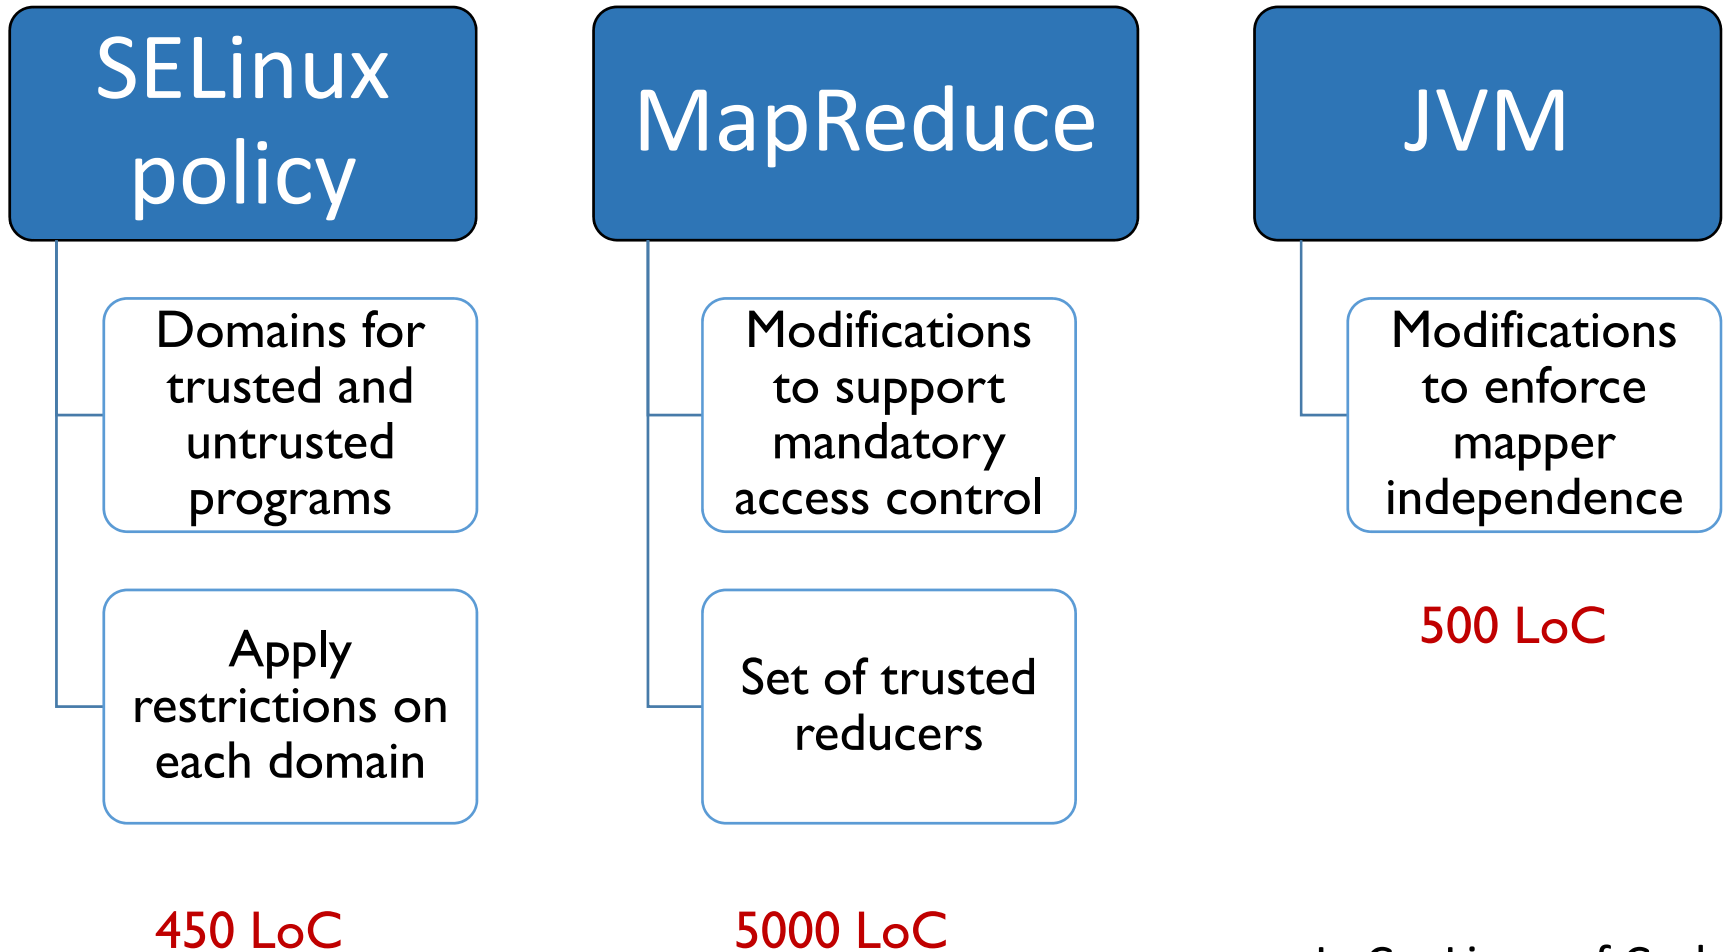 SELinux
policy
Domains for
trusted and
untrusted
programs
Apply
restrictions on
each domain
450 LoC
MapReduce
Modifications
to support
mandatory
access control
Set of trusted
reducers
5000 LoC
JVM
Modifications
to enforce
mapper
independence
500 LoC